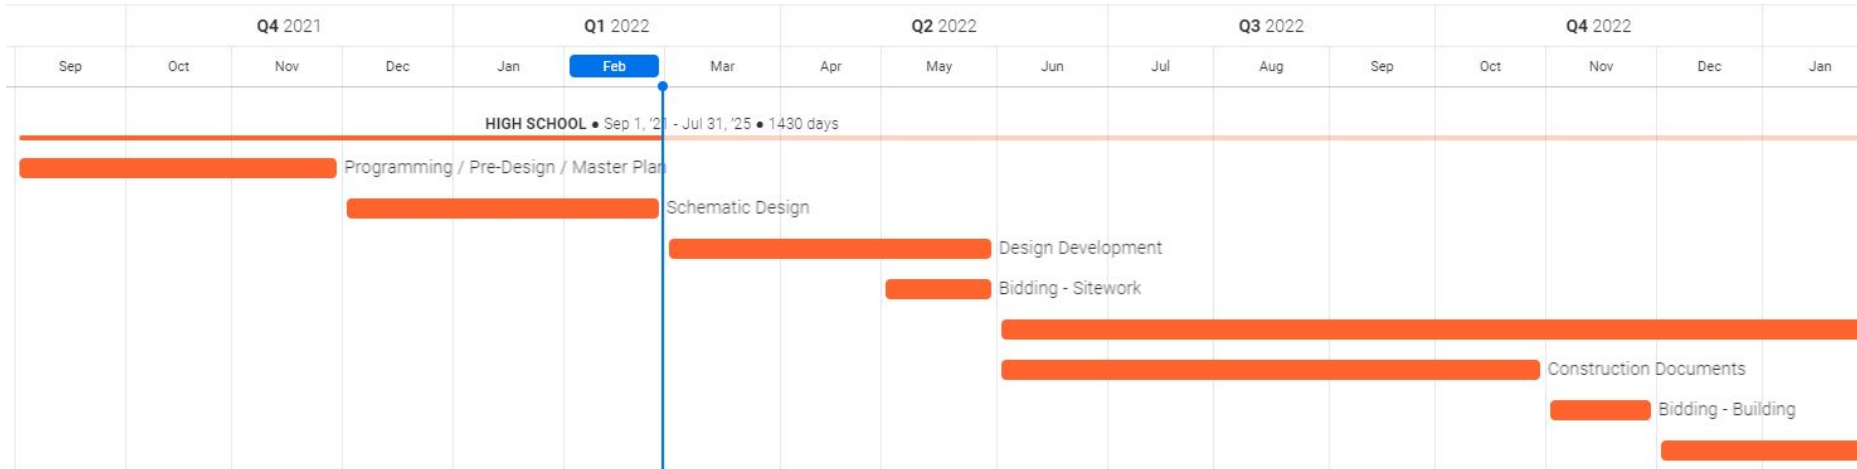 Q4 2021 Q1 2022 Q2 2022 Q3 2022 Q4 2022
Sep Oct Nov Dec Jan Feb Mar Apr May Jun Jul Aug Sep Oct Nov Dec Jan
HIGH SCHOOL ● Sep 1, '21 - Jul 31, '25 ● 1430 days
Programming / Pre-Design / Master Plan
Schematic Design
Design Development
Bidding - Sitework
Construction Documents
Bidding - Building